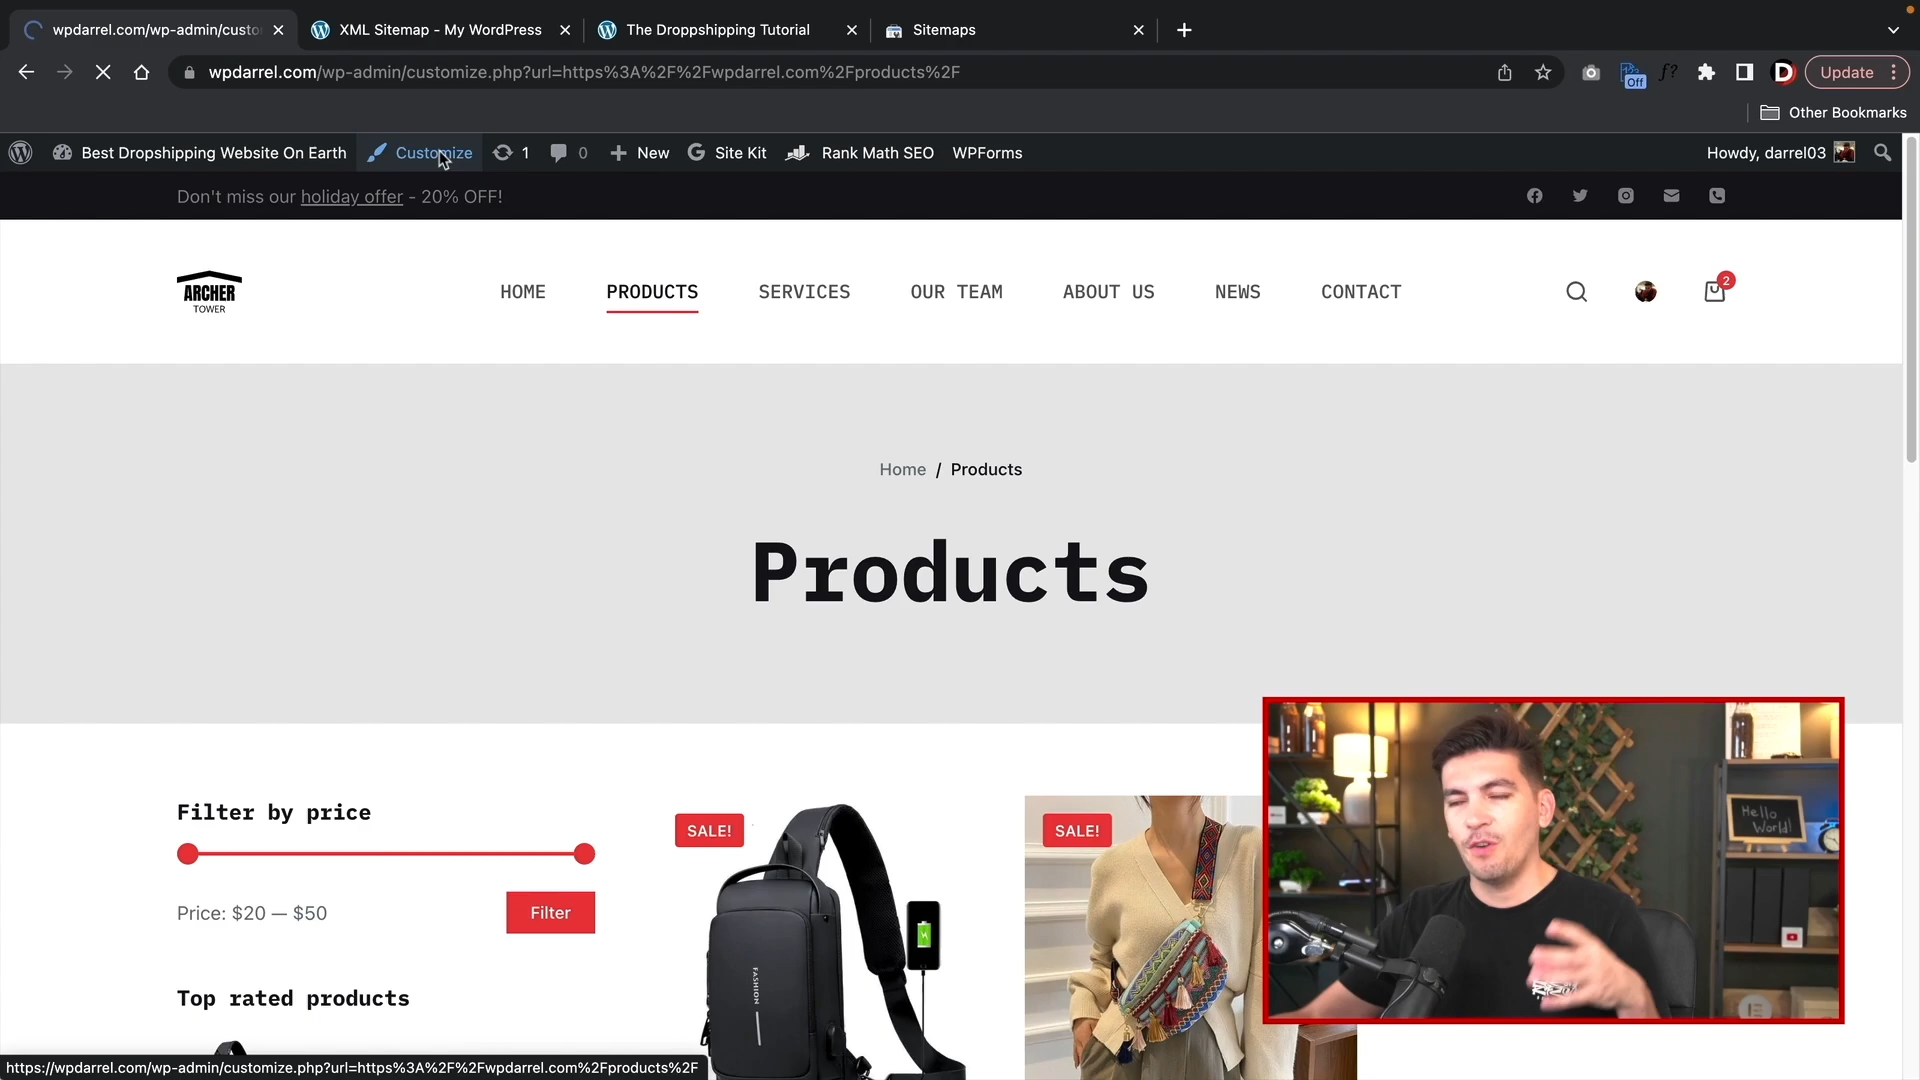 wpdarrel.com/wp-admin/custo
XML Sitemap - My WordPress
The Droppshipping Tutorial
Sitemaps
wpdarrel.com/wp-admin/customize.php?url=https%3A%2F%2Fwpdarrel.com%2Fproducts%2F
Off
f?
D
Update
Other Bookmarks
Best Dropshipping Website On Earth
Customize
1
0
New
Site Kit
Rank Math SEO
WPForms
Howdy, darrel03
Don't miss our holiday offer - 20% OFF!
ARCHER
TOWER
HOME
PRODUCTS
SERVICES
OUR TEAM
ABOUT US
NEWS
CONTACT
2
Home / Products
Products
Filter by price
Price: $20 — $50
Filter
Top rated products
SALE!
FASHION
SALE!
Hello
World!
https://wpdarrel.com/wp-admin/customize.php?url=https%3A%2F%2Fwpdarrel.com%2Fproducts%2F